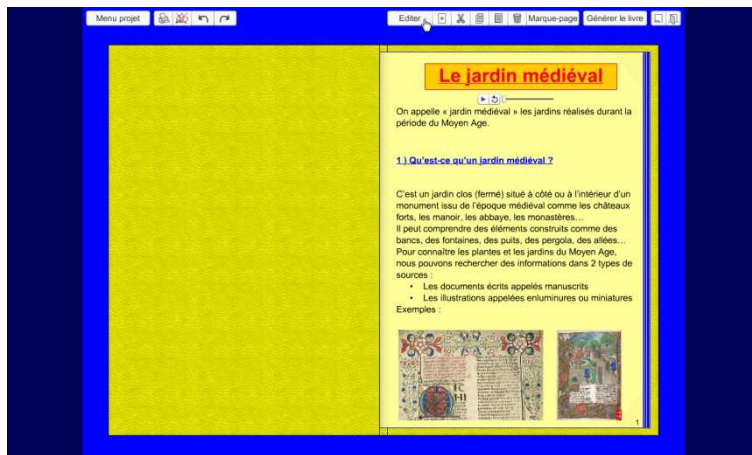 Menu projet
Editer
Marque-page
Générer le livre
Le jardin médiéval
On appelle « jardin médiéval » les jardins réalisés durant la
période du Moyen Age.
1 ) Qu'est-ce qu'un jardin médiéval ?
C'est un jardin clos (fermé) situé à côté ou à l'intérieur d'un
monument issu de l'époque médiéval comme les châteaux
forts, les manoir, les abbaye, les monastères…
Il peut comprendre des éléments construits comme des
bancs, des fontaines, des puits, des pergola, des allées…
Pour connaître les plantes et les jardins du Moyen Age,
nous pouvons rechercher des informations dans 2 types de
sources :
• Les documents écrits appelés manuscrits
• Les illustrations appelées enluminures ou miniatures
Exemples :
1